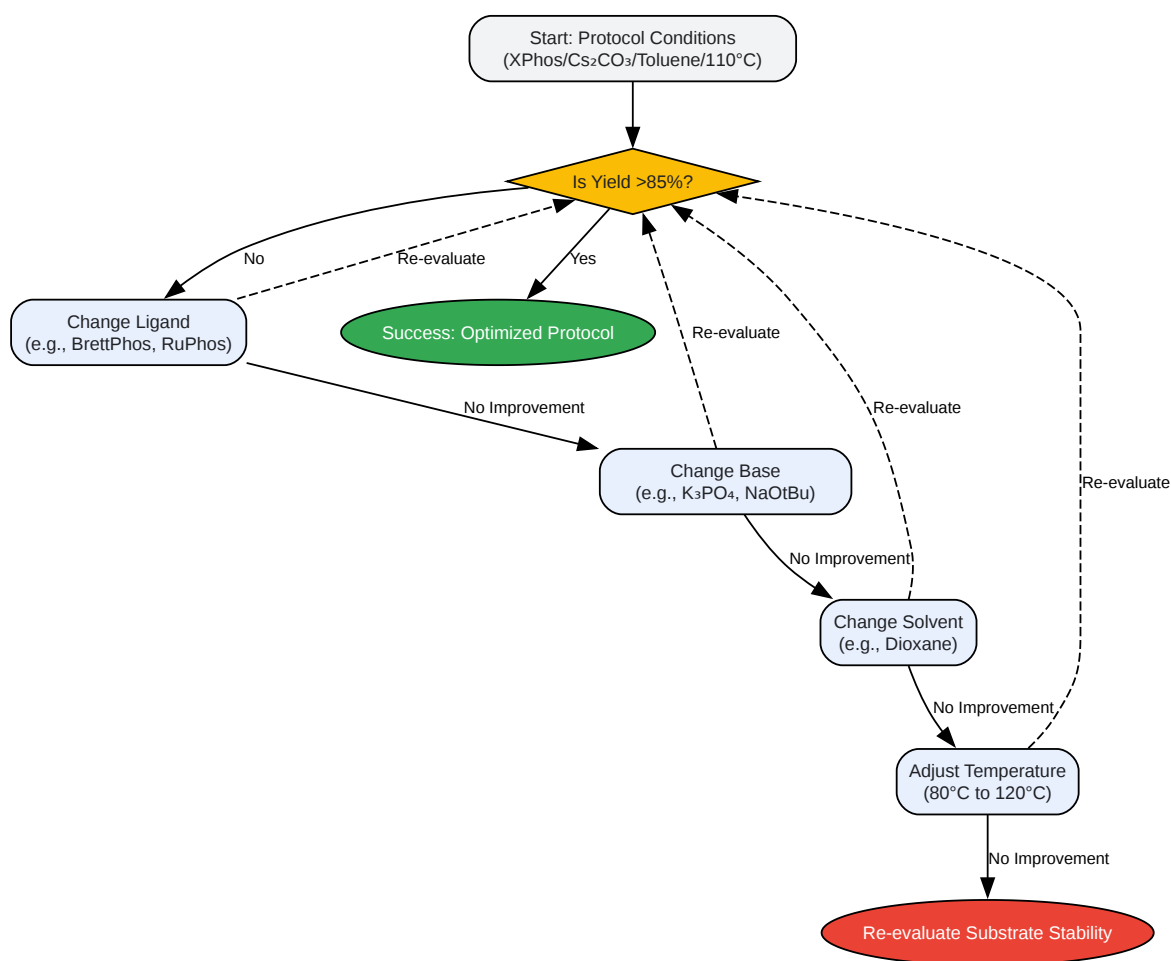 Start: Protocol Conditions
(XPhos/Cs₂CO₃/Toluene/110°C)
Is Yield >85%?
No
Re-evaluate
Yes
Change Ligand
(e.g., BrettPhos, RuPhos)
Success: Optimized Protocol
Re-evaluate
No Improvement
Re-evaluate
Change Base
(e.g., K₃PO₄, NaOtBu)
Re-evaluate
No Improvement
Change Solvent
(e.g., Dioxane)
No Improvement
Adjust Temperature
(80°C to 120°C)
No Improvement
Re-evaluate Substrate Stability